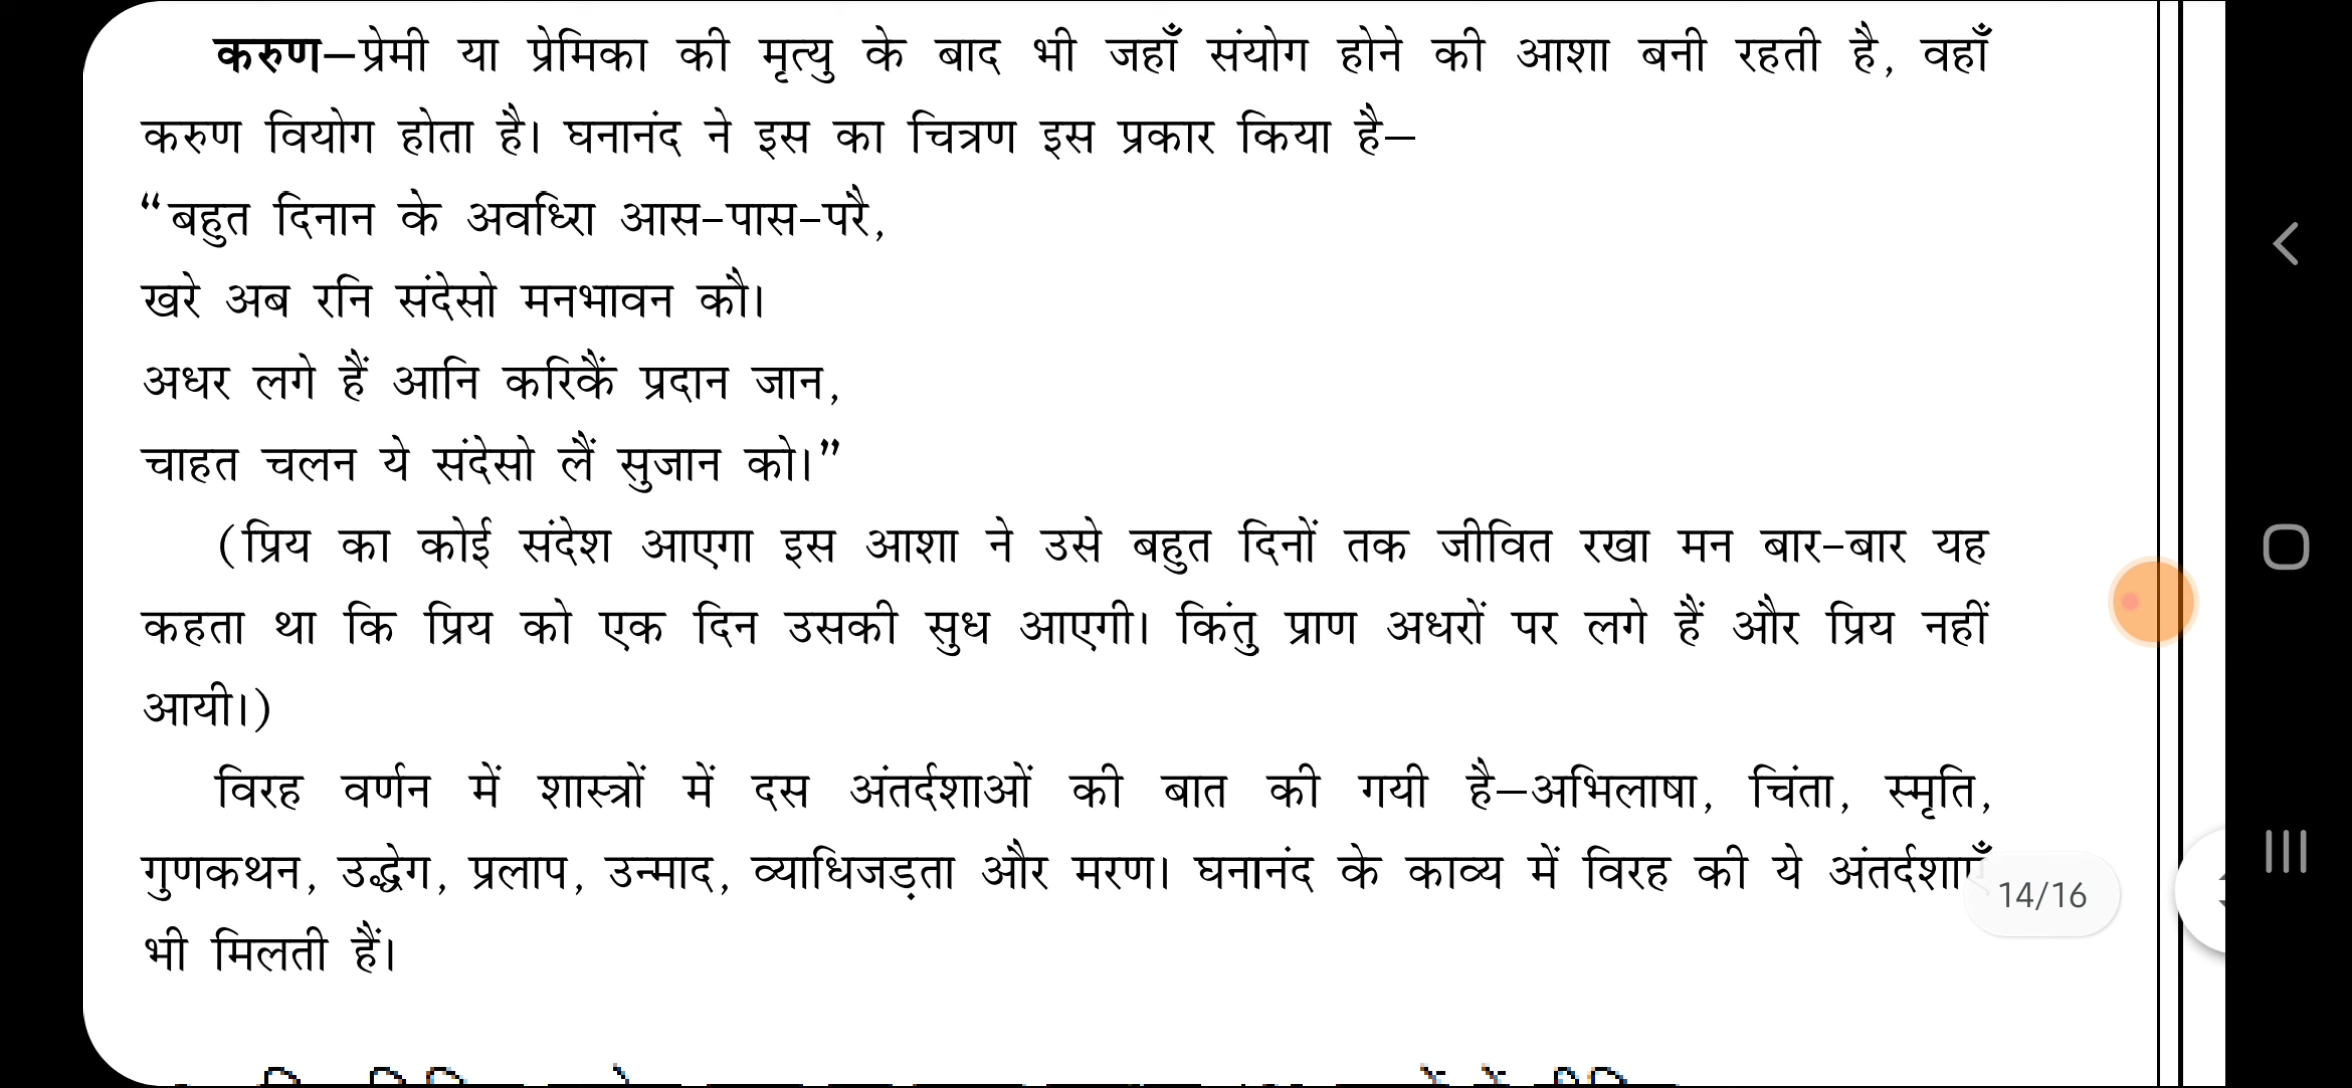 करुण–प्रेमी या प्रेमिका की मृत्यु के बाद भी जहाँ संयोग होने की आशा बनी रहती है, वहाँ
करुण वियोग होता है। घनानंद ने इस का चित्रण इस प्रकार किया है–
“बहुत दिनान के अवधिा आस-पास-परै,
खरे अब रनि संदेसो मनभावन कौ।
अधर लगे हैं आनि करिकैं प्रदान जान,
चाहत चलन ये संदेसो लैं सुजान को।”
(प्रिय का कोई संदेश आएगा इस आशा ने उसे बहुत दिनों तक जीवित रखा मन बार-बार यह
कहता था कि प्रिय को एक दिन उसकी सुध आएगी। किंतु प्राण अधरों पर लगे हैं और प्रिय नहीं
आयी।)
विरह वर्णन में शास्त्रों में दस अंतर्दशाओं की बात की गयी है–अभिलाषा, चिंता, स्मृति,
गुणकथन, उद्धेग, प्रलाप, उन्माद, व्याधिजड़ता और मरण। घनानंद के काव्य में विरह की ये अंतर्दशाएँ
14/16
भी मिलती हैं।